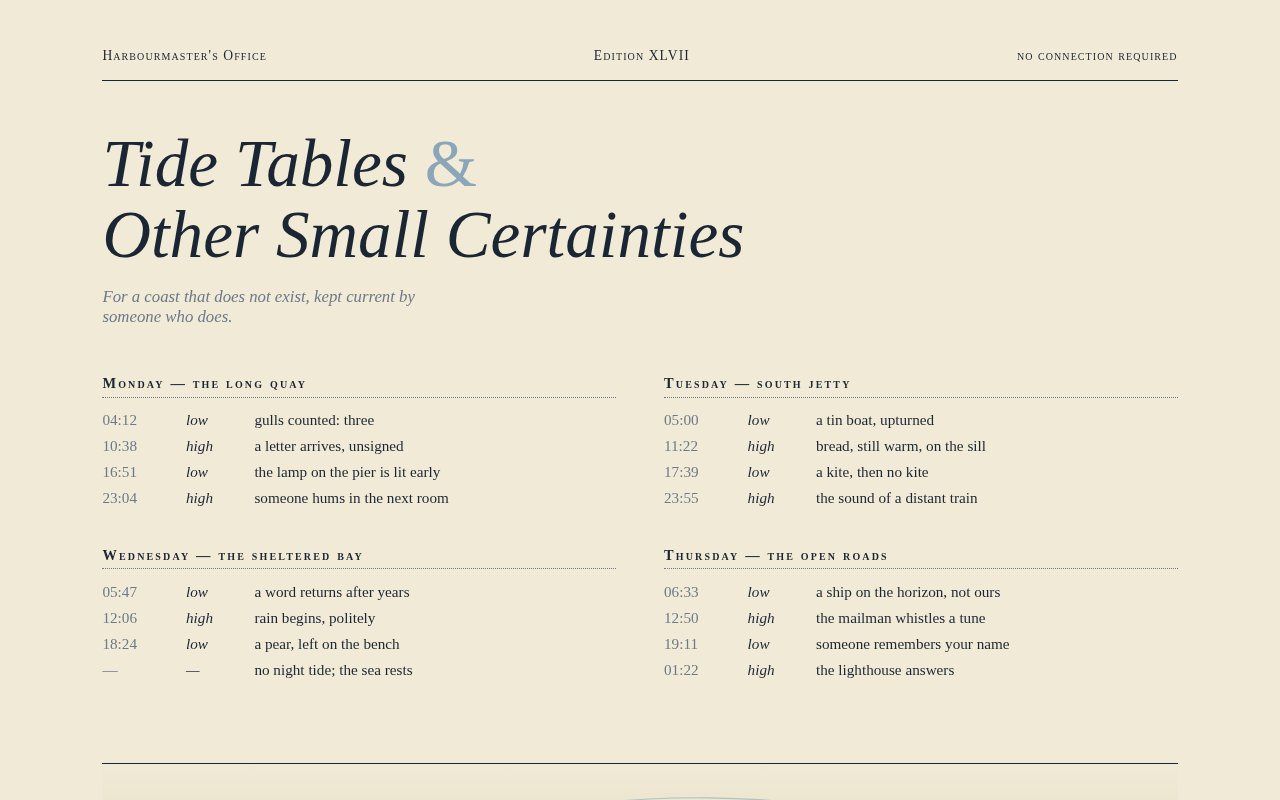 Harbourmaster's Office
Edition XLVII
no connection required
Tide Tables &
Other Small Certainties
For a coast that does not exist, kept current by
someone who does.
Monday — the long quay
04:12 low gulls counted: three
10:38 high a letter arrives, unsigned
16:51 low the lamp on the pier is lit early
23:04 high someone hums in the next room
Tuesday — south jetty
05:00 low a tin boat, upturned
11:22 high bread, still warm, on the sill
17:39 low a kite, then no kite
23:55 high the sound of a distant train
Wednesday — the sheltered bay
05:47 low a word returns after years
12:06 high rain begins, politely
18:24 low a pear, left on the bench
— — no night tide; the sea rests
Thursday — the open roads
06:33 low a ship on the horizon, not ours
12:50 high the mailman whistles a tune
19:11 low someone remembers your name
01:22 high the lighthouse answers